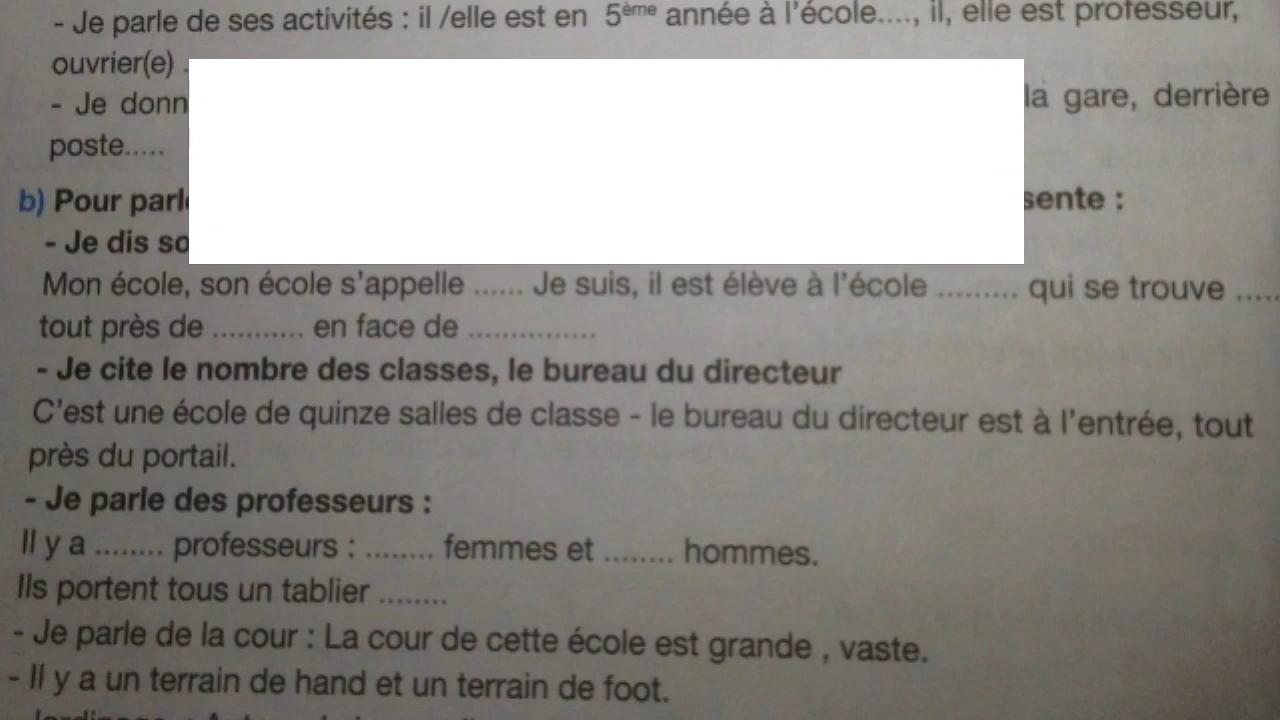 - Je parle de ses activités : il /elle est en 5ème année à l'école...., il, elle est professeur,
ouvrier(e) .
- Je donn la gare, derrière
poste.....
b) Pour parl sente :
- Je dis so
Mon école, son école s'appelle ...... Je suis, il est élève à l'école ......... qui se trouve .....
tout près de ........... en face de ...............
- Je cite le nombre des classes, le bureau du directeur
C'est une école de quinze salles de classe - le bureau du directeur est à l'entrée, tout
près du portail.
- Je parle des professeurs :
Il y a ........ professeurs : ........ femmes et ........ hommes.
Ils portent tous un tablier ........
- Je parle de la cour : La cour de cette école est grande , vaste.
- Il y a un terrain de hand et un terrain de foot.